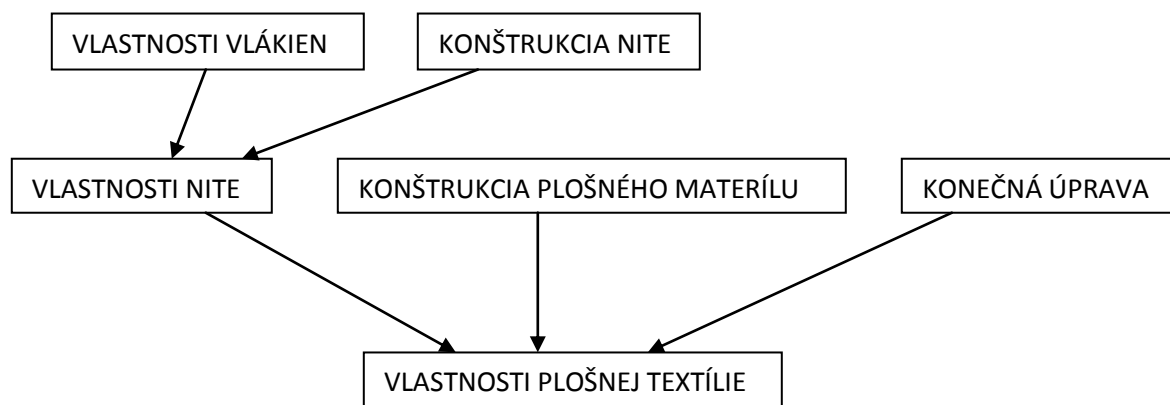 VLASTNOSTI VLÁKIEN
KONŠTRUKCIA NITE
VLASTNOSTI NITE
KONŠTRUKCIA PLOŠNÉHO MATERÍLU
KONEČNÁ ÚPRAVA
VLASTNOSTI PLOŠNEJ TEXTÍLIE